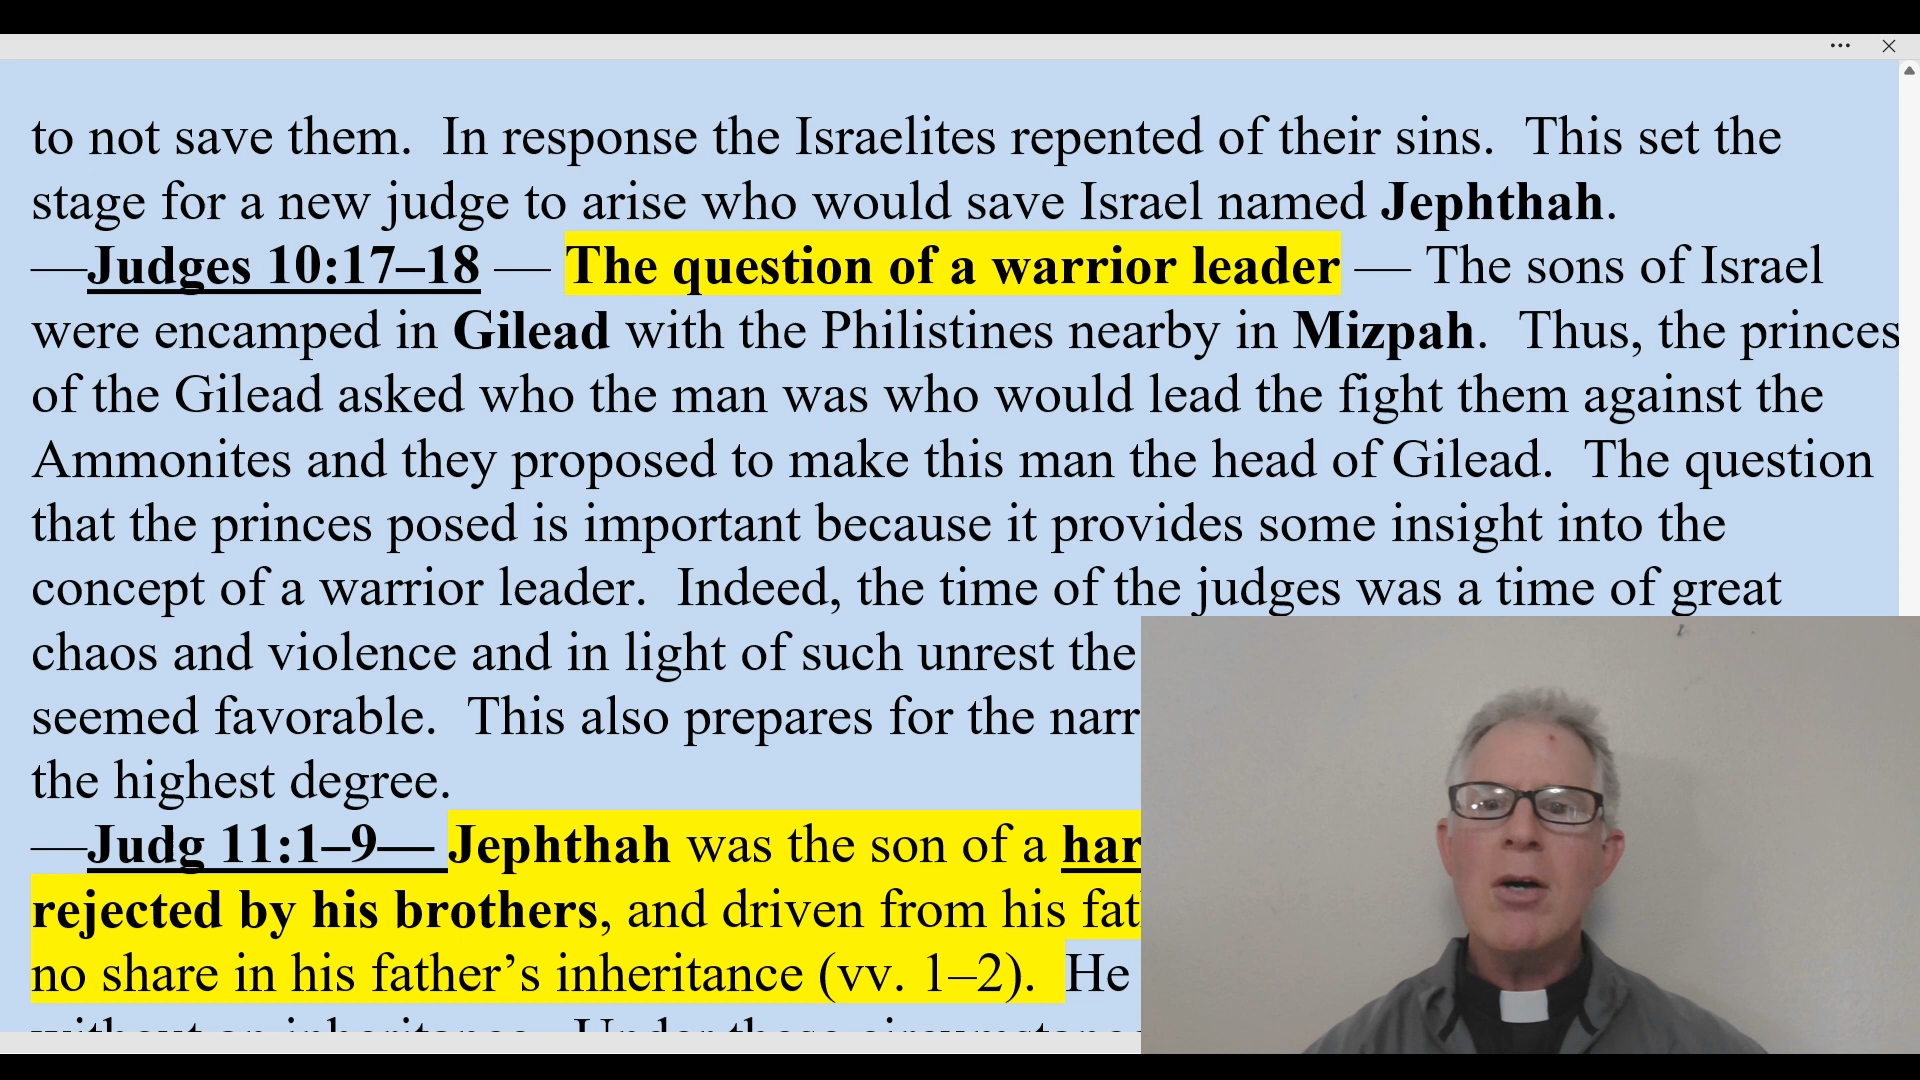 to not save them.  In response the Israelites repented of their sins.  This set the
stage for a new judge to arise who would save Israel named Jephthah.
—Judges 10:17–18 — The question of a warrior leader — The sons of Israel
were encamped in Gilead with the Philistines nearby in Mizpah.  Thus, the princes
of the Gilead asked who the man was who would lead the fight them against the
Ammonites and they proposed to make this man the head of Gilead.  The question
that the princes posed is important because it provides some insight into the
concept of a warrior leader.  Indeed, the time of the judges was a time of great
chaos and violence and in light of such unrest the
seemed favorable.  This also prepares for the narr
the highest degree.
—Judg 11:1–9— Jephthah was the son of a har
rejected by his brothers, and driven from his fat
no share in his father’s inheritance (vv. 1–2).  He
without an inheritance.  Under these